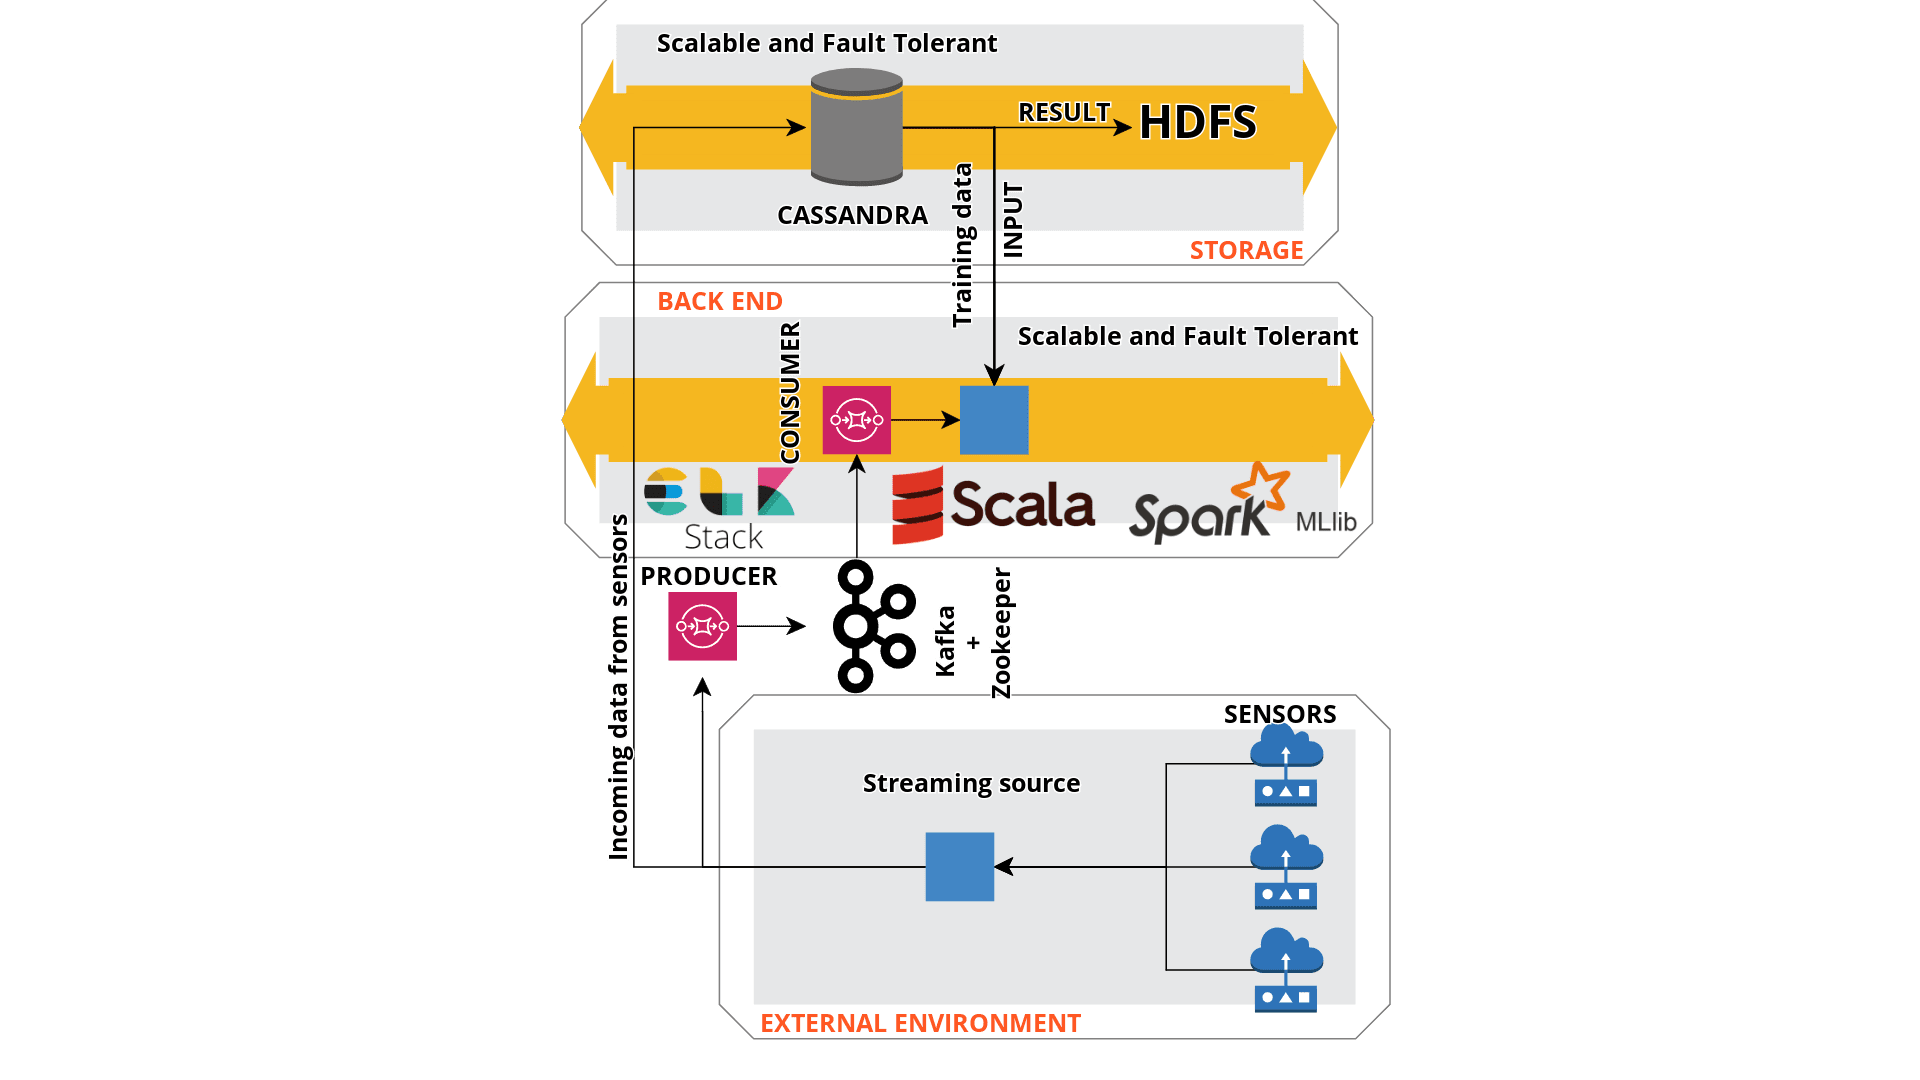 Scalable and Fault Tolerant
RESULT
HDFS
CASSANDRA
Training data
INPUT
STORAGE
BACK END
Scalable and Fault Tolerant
CONSUMER
ELK
Stack
Scala
Spark
MLlib
Incoming data from sensors
PRODUCER
Kafka
+
Zookeeper
SENSORS
Streaming source
EXTERNAL ENVIRONMENT